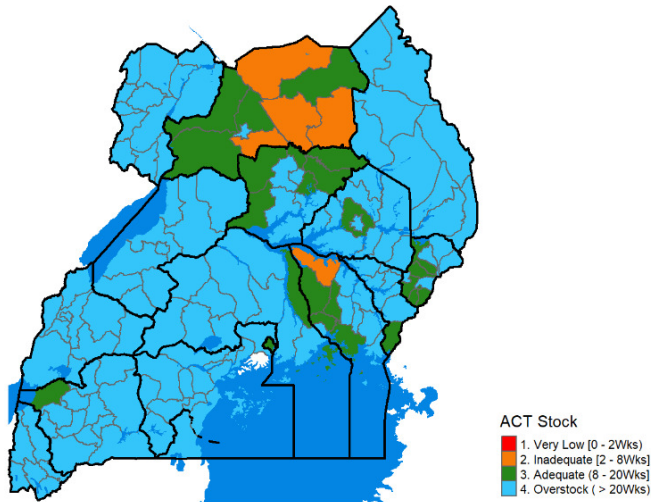 ACT Stock
1. Very Low [0 - 2Wks)
2. Inadequate [2 - 8Wks]
3. Adequate (8 - 20Wks]
4. Overstock ( > 20Wks)